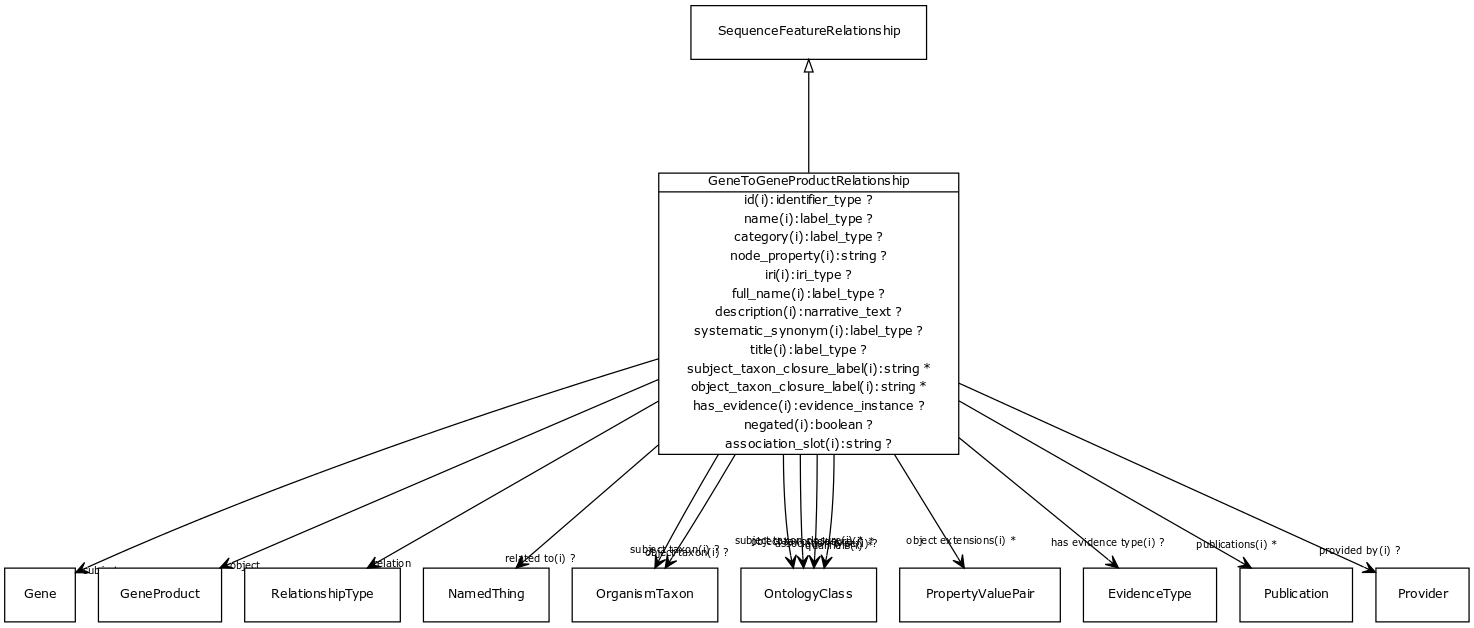 SequenceFeatureRelationship
GeneToGeneProductRelationship
id(i):identifier_type ?
name(i):label_type ?
category(i):label_type ?
node_property(i):string ?
iri(i):iri_type ?
full_name(i):label_type ?
description(i):narrative_text ?
systematic_synonym(i):label_type ?
title(i):label_type ?
subject_taxon_closure_label(i):string *
object_taxon_closure_label(i):string *
has_evidence(i):evidence_instance ?
negated(i):boolean ?
association_slot(i):string ?
object
relation
related to(i) ?
subject taxon(i) ?
object taxon(i) ?
object extensions(i) *
has evidence type(i) ?
publications(i) *
provided by(i) ?
Gene
GeneProduct
RelationshipType
NamedThing
OrganismTaxon
OntologyClass
PropertyValuePair
EvidenceType
Publication
Provider